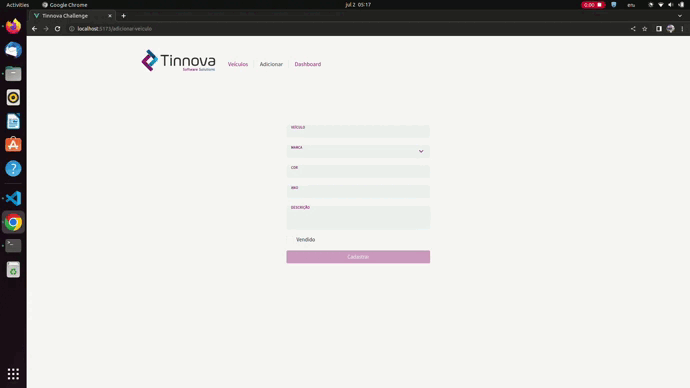 Activities
Google Chrome
jul 2 05:17
0,00
Tinnova Challenge
localhost:5173/adicionar-veiculo
Tinnova
Software Solutions
Veículos
Adicionar
Dashboard
VEÍCULO
MARCA
COR
ANO
DESCRIÇÃO
Vendido
Cadastrar